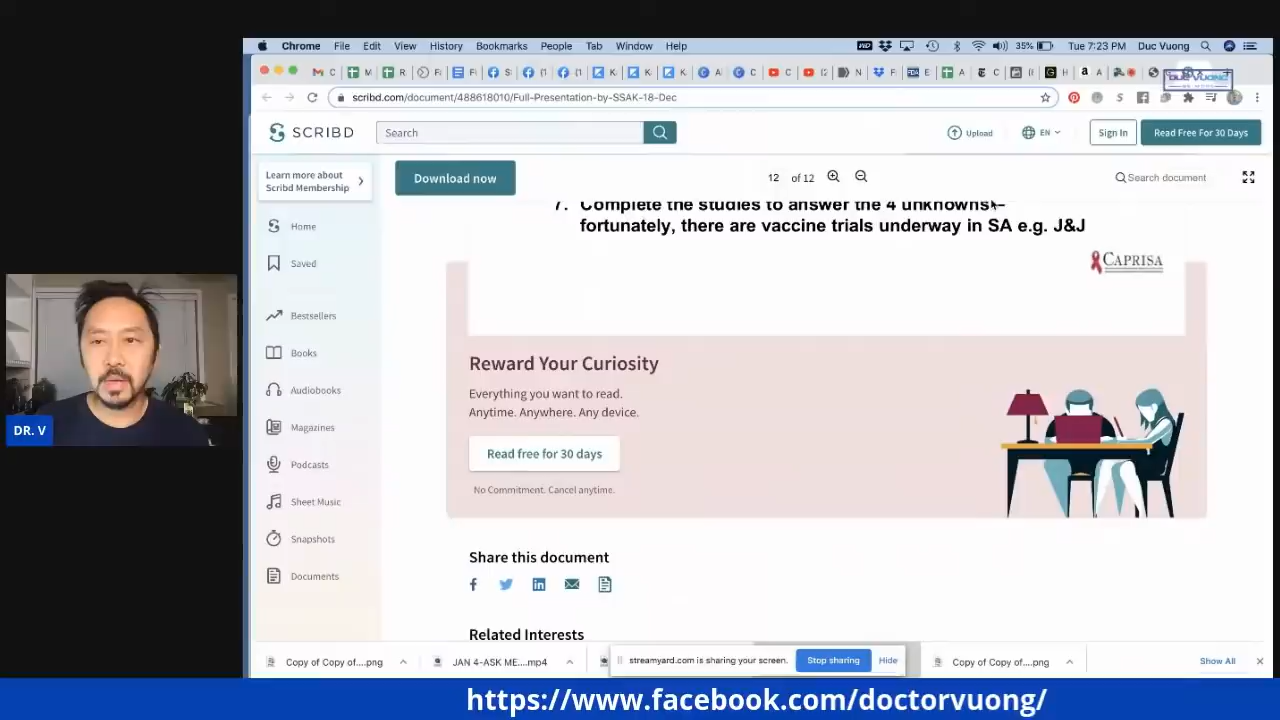 Chrome File Edit View History Bookmarks People Tab Window Help
35% Tue 7:23 PM Duc Vuong
scribd.com/document/488618010/Full-Presentation-by-SSAK-18-Dec
DUC VUONG
SCRIBD
Search
Upload
EN
Sign In
Read Free For 30 Days
Learn more about
Scribd Membership
Download now
12 of 12
Search document
Home
Saved
Bestsellers
Books
Audiobooks
Magazines
Podcasts
Sheet Music
Snapshots
Documents
7. Complete the studies to answer the 4 unknowns–
fortunately, there are vaccine trials underway in SA e.g. J&J
CAPRISA
Reward Your Curiosity
Everything you want to read.
Anytime. Anywhere. Any device.
Read free for 30 days
No Commitment. Cancel anytime.
Share this document
Related Interests
DR. V
Copy of Copy of....png
JAN 4-ASK ME....mp4
streamyard.com is sharing your screen.
Stop sharing
Hide
Copy of Copy of....png
Show All
https://www.facebook.com/doctorvuong/